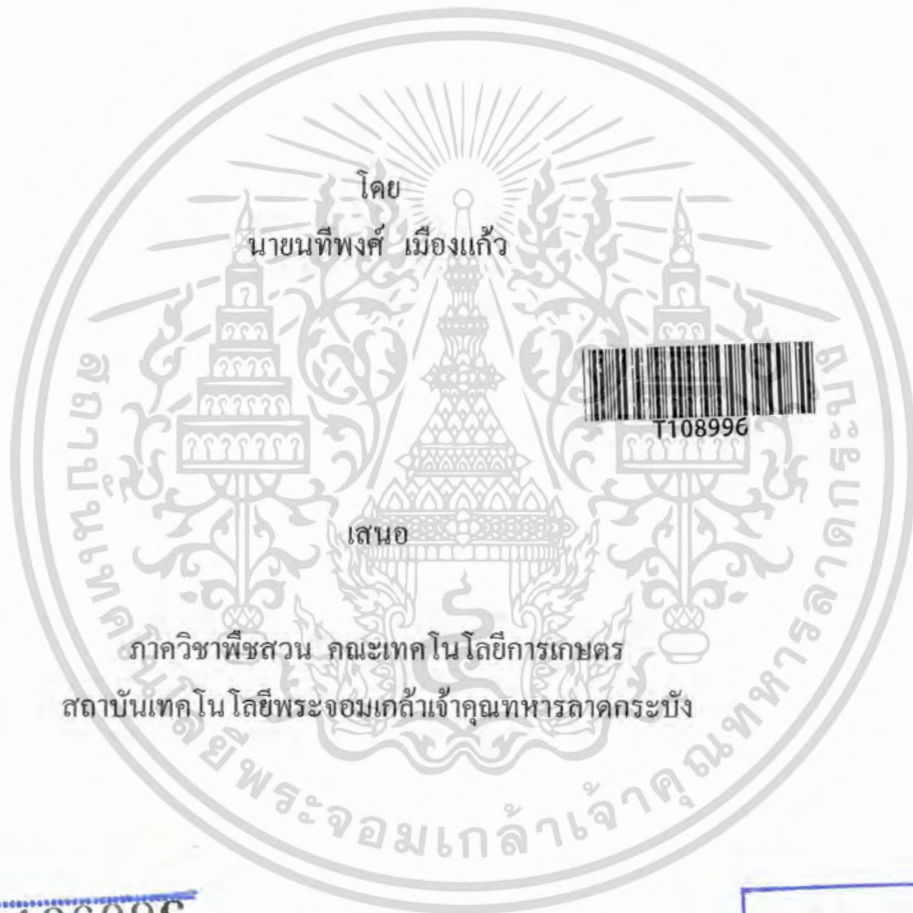 โดย
นายนทีพงศ์ เมืองแก้ว
T108996
เสนอ
ภาควิชาพืชสวน คณะเทคโนโลยีการเกษตร
สถาบันเทคโนโลยีพระจอมเกล้าเจ้าคุณทหารลาดกระบัง
สถาบันเทคโนโลยีพระจอมเกล้าเจ้าคุณทหารลาดกระบัง